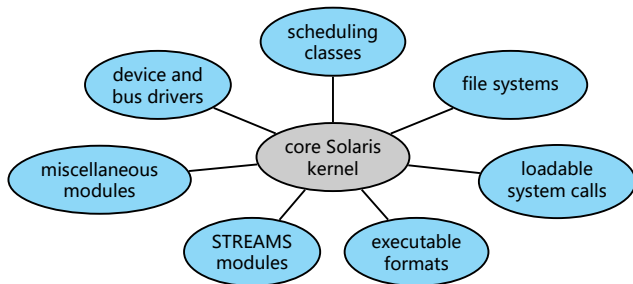 scheduling
classes
device and
bus drivers
file systems
core Solaris
kernel
miscellaneous
modules
loadable
system calls
STREAMS
modules
executable
formats